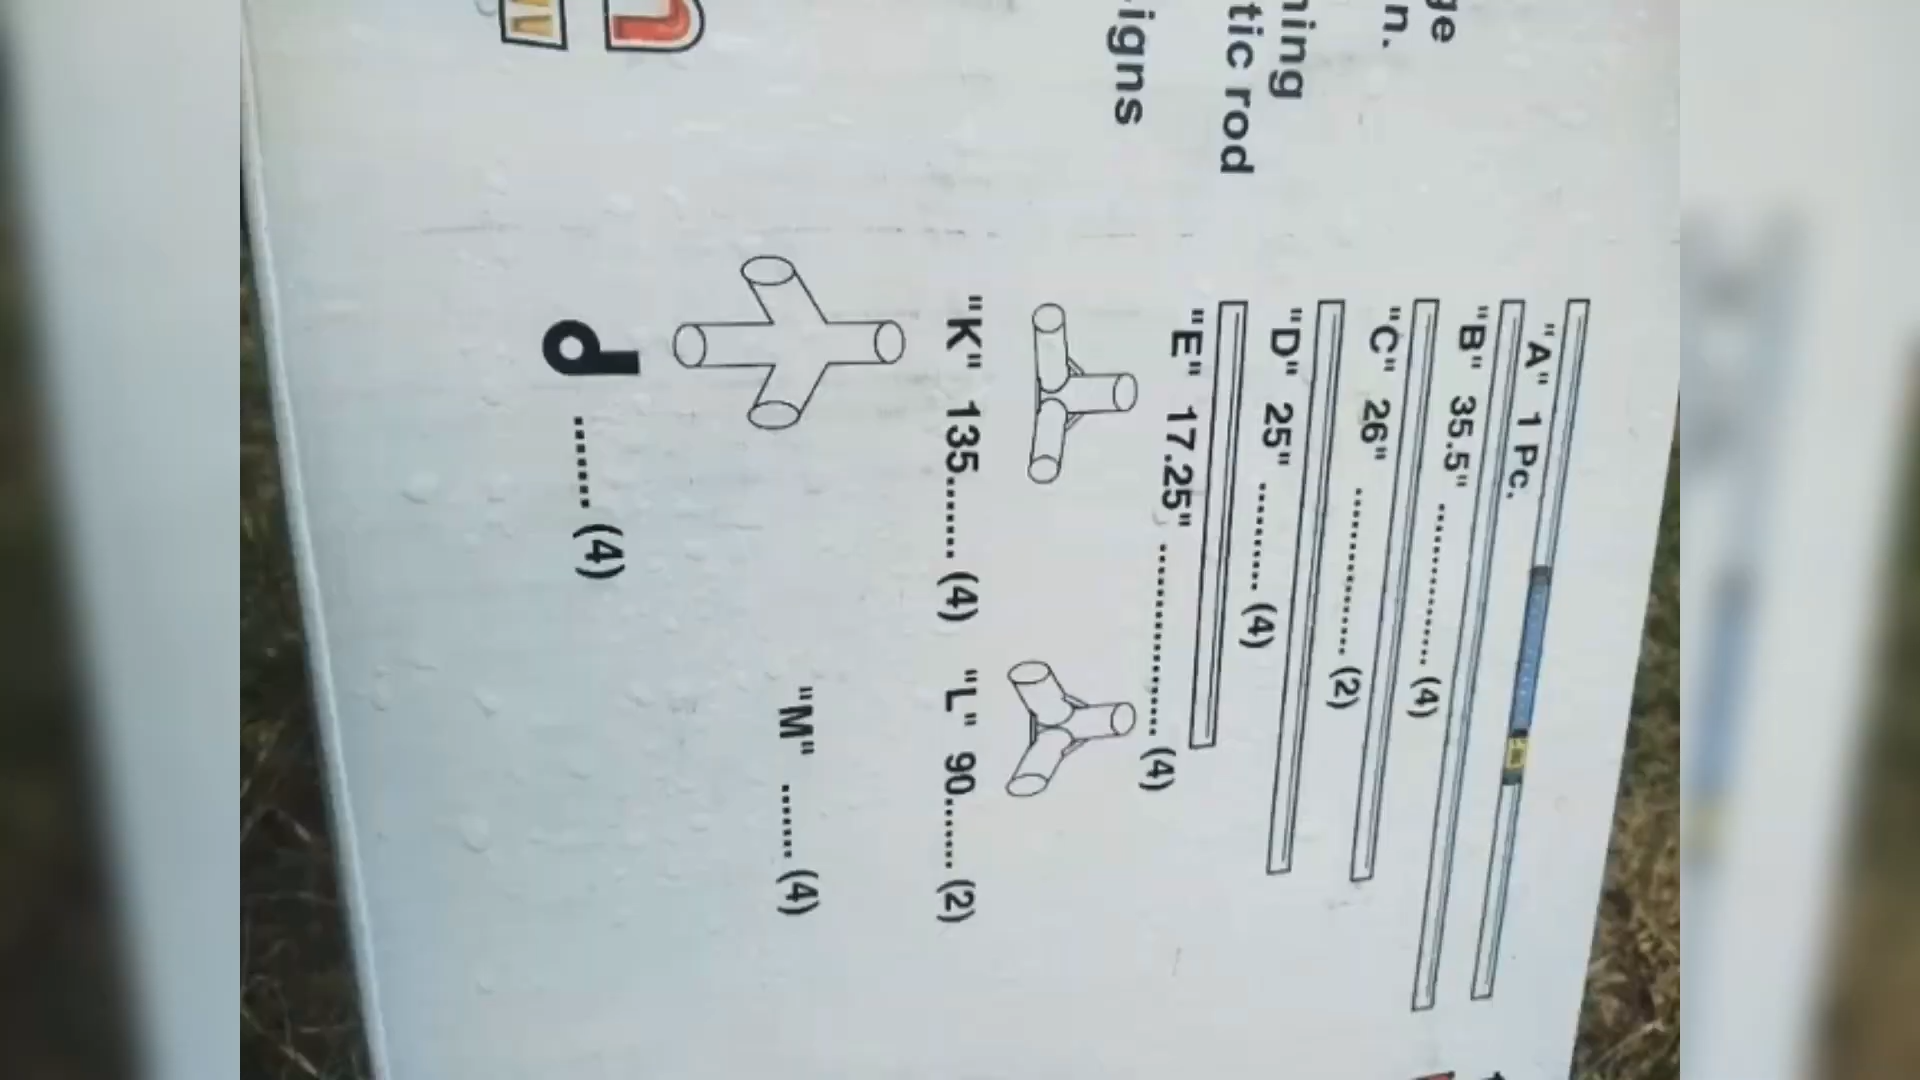 ge
n.
ning
tic rod
igns
"A" 1 Pc.
"B" 35.5" ............... (4)
"C" 26" ............... (2)
"D" 25" .......... (4)
"E" 17.25" ................. (4)
"K" 135....... (4) "L" 90....... (2)
"M" ....... (4)
d ....... (4)